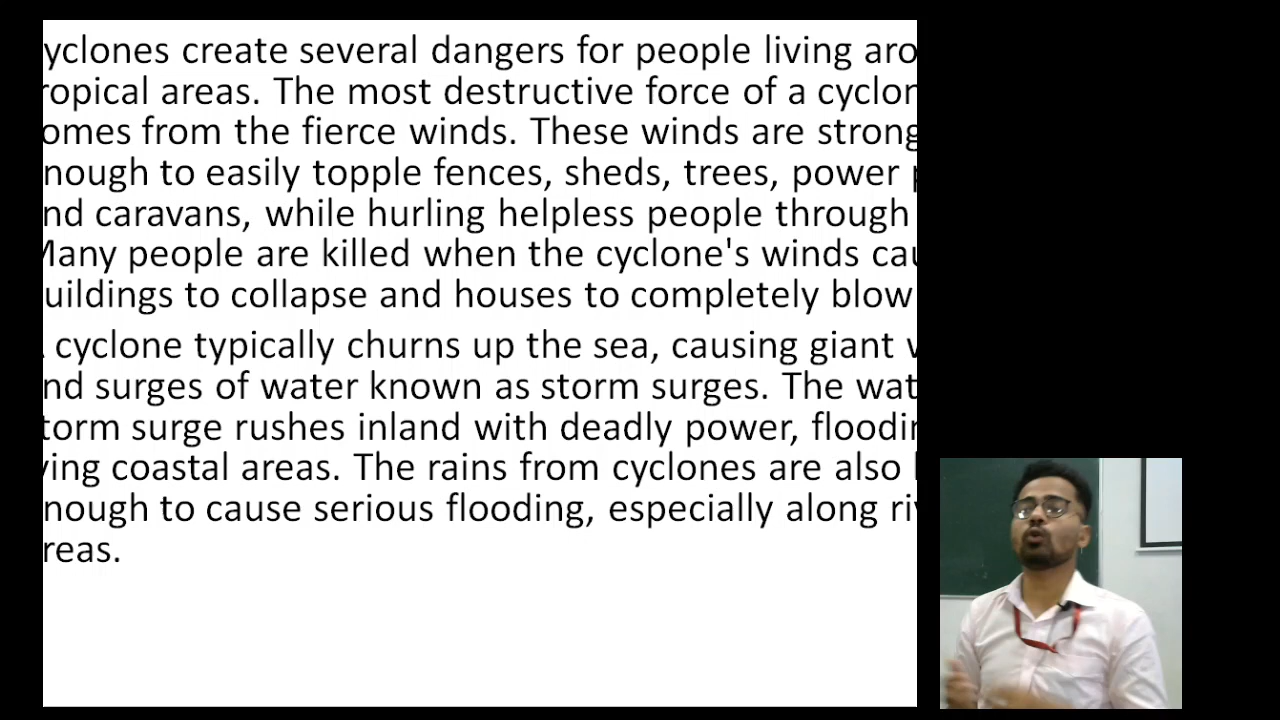 yclones create several dangers for people living aro
ropical areas. The most destructive force of a cyclon
omes from the fierce winds. These winds are strong
nough to easily topple fences, sheds, trees, power
nd caravans, while hurling helpless people through
Many people are killed when the cyclone's winds cau
uildings to collapse and houses to completely blow
cyclone typically churns up the sea, causing giant
nd surges of water known as storm surges. The wat
torm surge rushes inland with deadly power, floodin
ying coastal areas. The rains from cyclones are also
nough to cause serious flooding, especially along riv
reas.